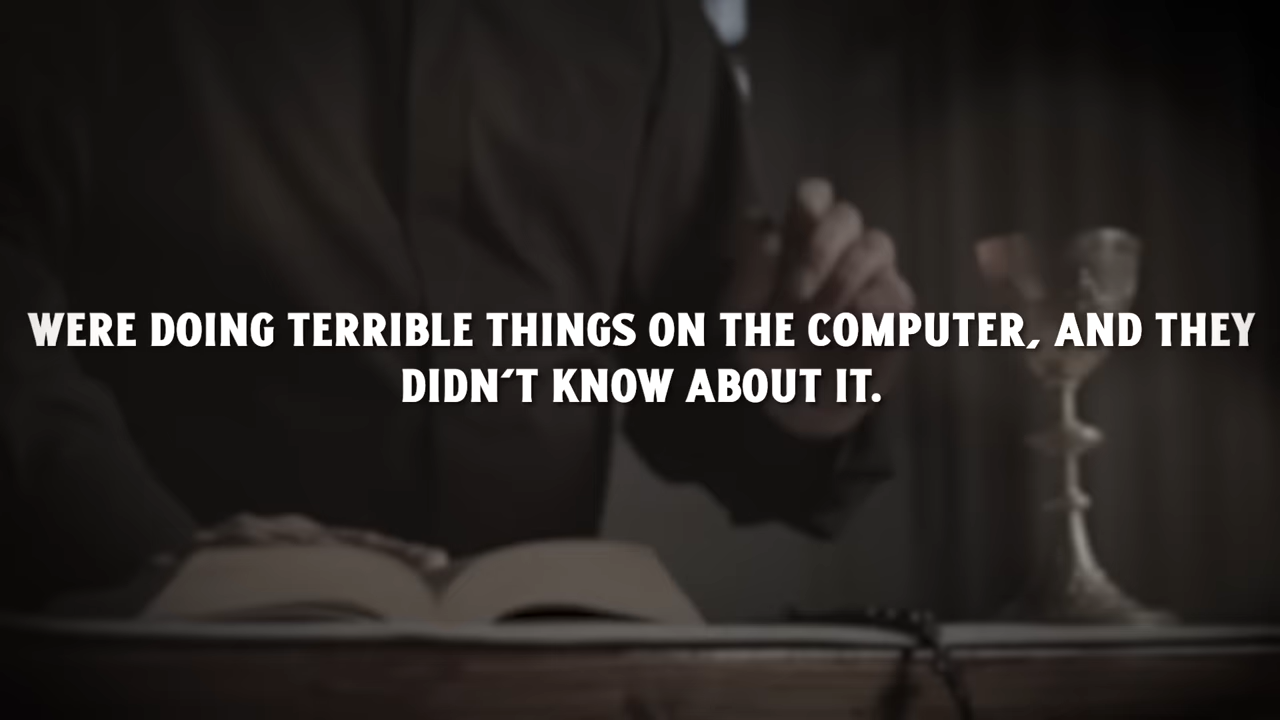 WERE DOING TERRIBLE THINGS ON THE COMPUTER, AND THEY
DIDN´T KNOW ABOUT IT.